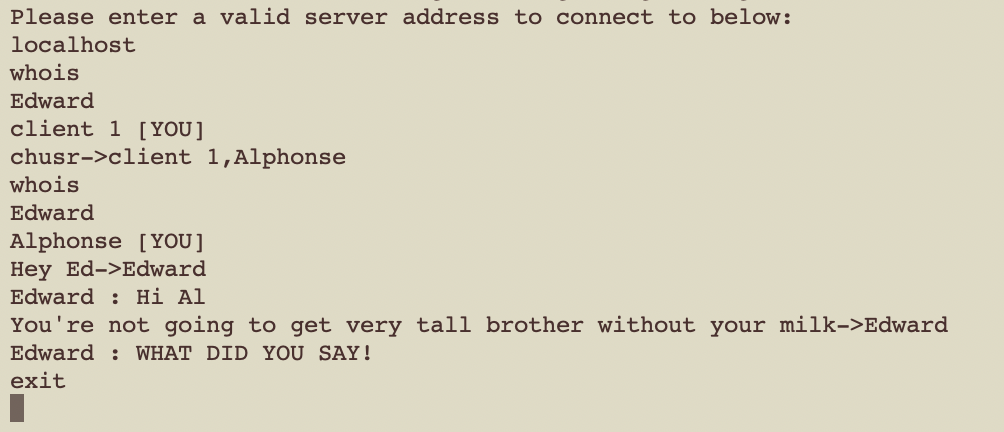 Please enter a valid server address to connect to below:
localhost
whois
Edward
client 1 [YOU]
chusr->client 1,Alphonse
whois
Edward
Alphonse [YOU]
Hey Ed->Edward
Edward : Hi Al
You're not going to get very tall brother without your milk->Edward
Edward : WHAT DID YOU SAY!
exit